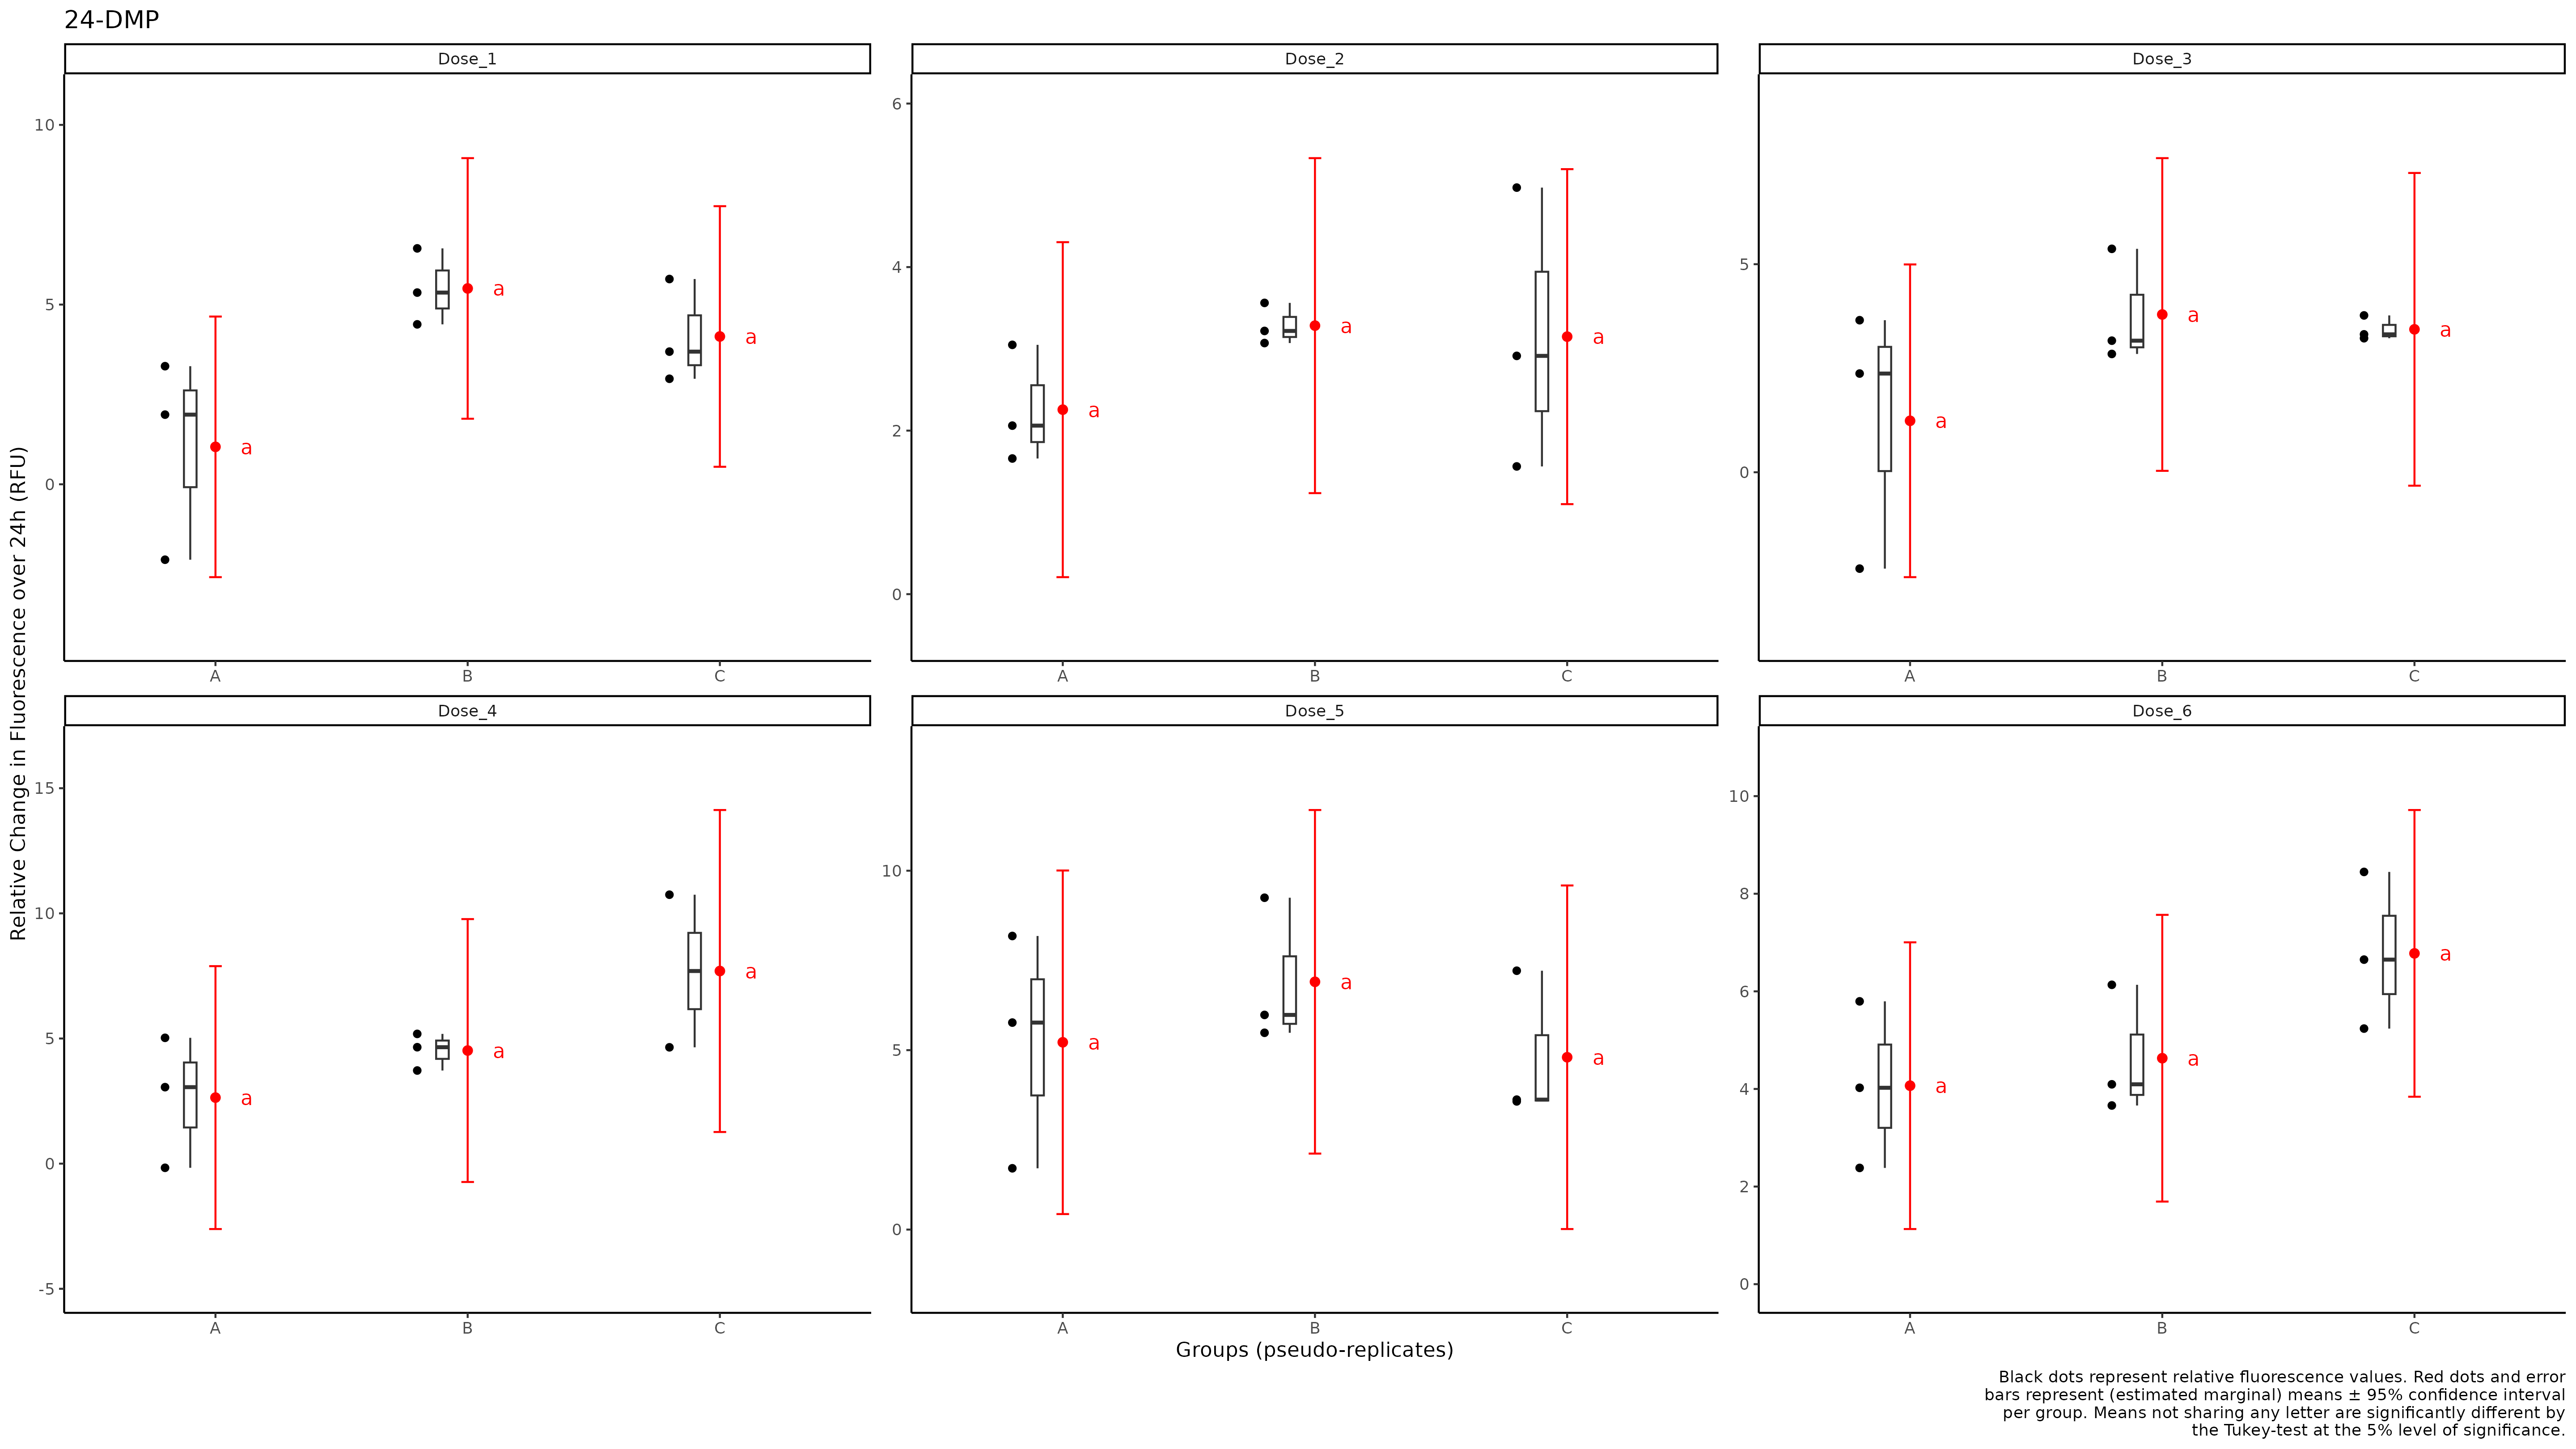 24-DMP
Relative Change in Fluorescence over 24h (RFU)
Dose_1
10
5
0
a
a
a
A
B
C
Dose_2
6
4
2
0
a
a
a
A
B
C
Dose_3
5
0
a
a
a
A
B
C
Dose_4
15
10
5
0
-5
a
a
a
A
B
C
Dose_5
10
5
0
a
a
a
A
B
C
Dose_6
10
8
6
4
2
0
a
a
a
A
B
C
Groups (pseudo-replicates)
Black dots represent relative fluorescence values. Red dots and error
bars represent (estimated marginal) means ± 95% confidence interval
per group. Means not sharing any letter are significantly different by
the Tukey-test at the 5% level of significance.